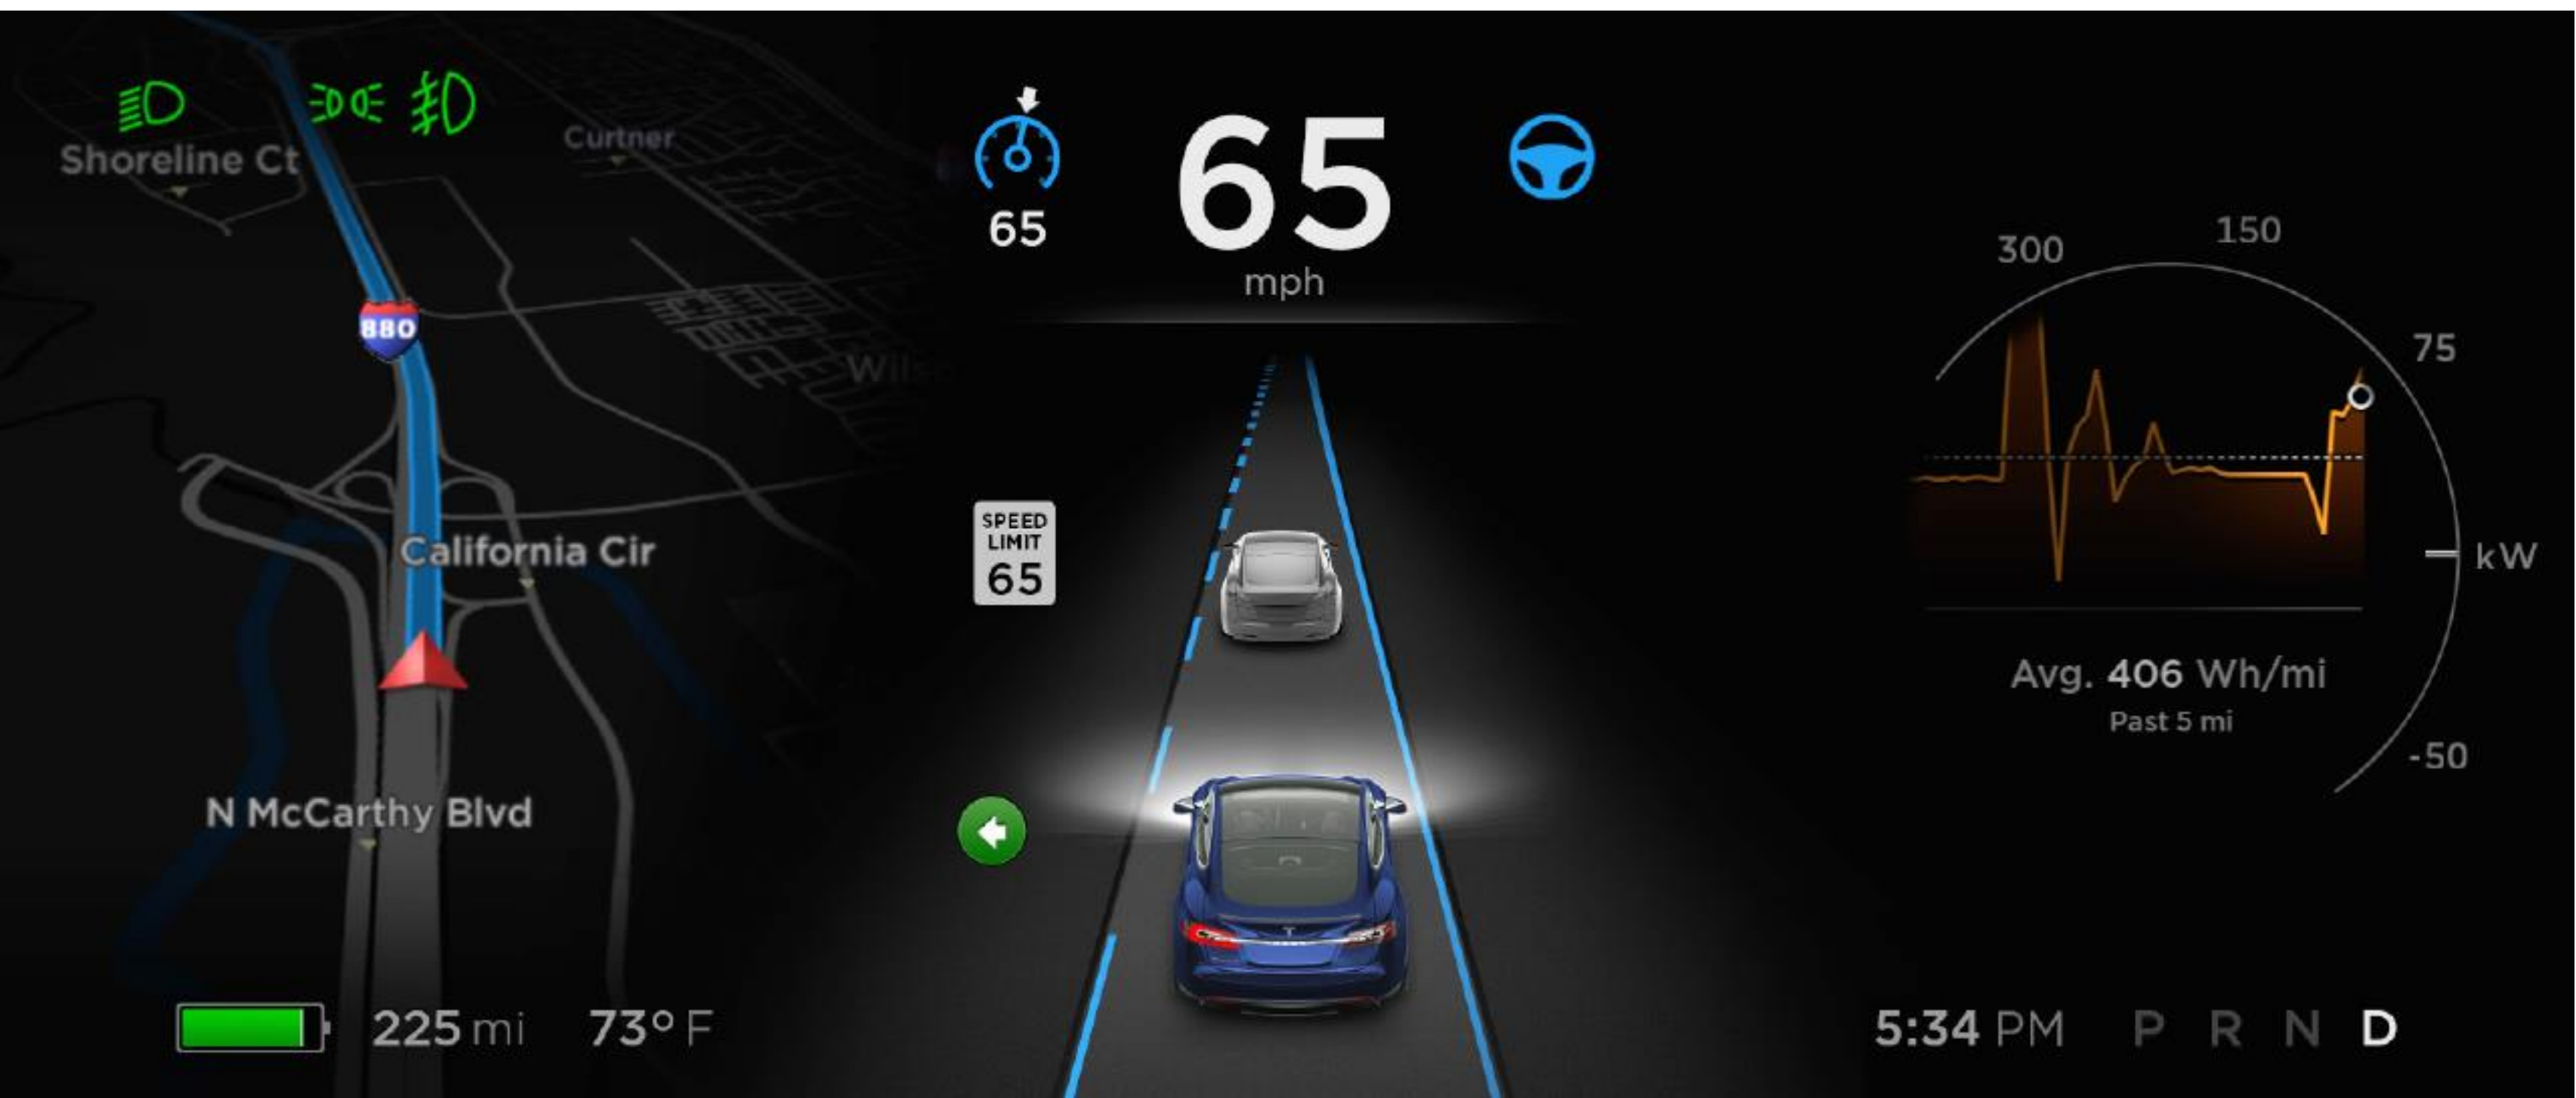 Shoreline Ct
Curtner
880
California Cir
N McCarthy Blvd
225 mi
73° F
65
65
mph
SPEED
LIMIT
65
300
150
75
kW
-50
Avg. 406 Wh/mi
Past 5 mi
5:34 PM
P R N D